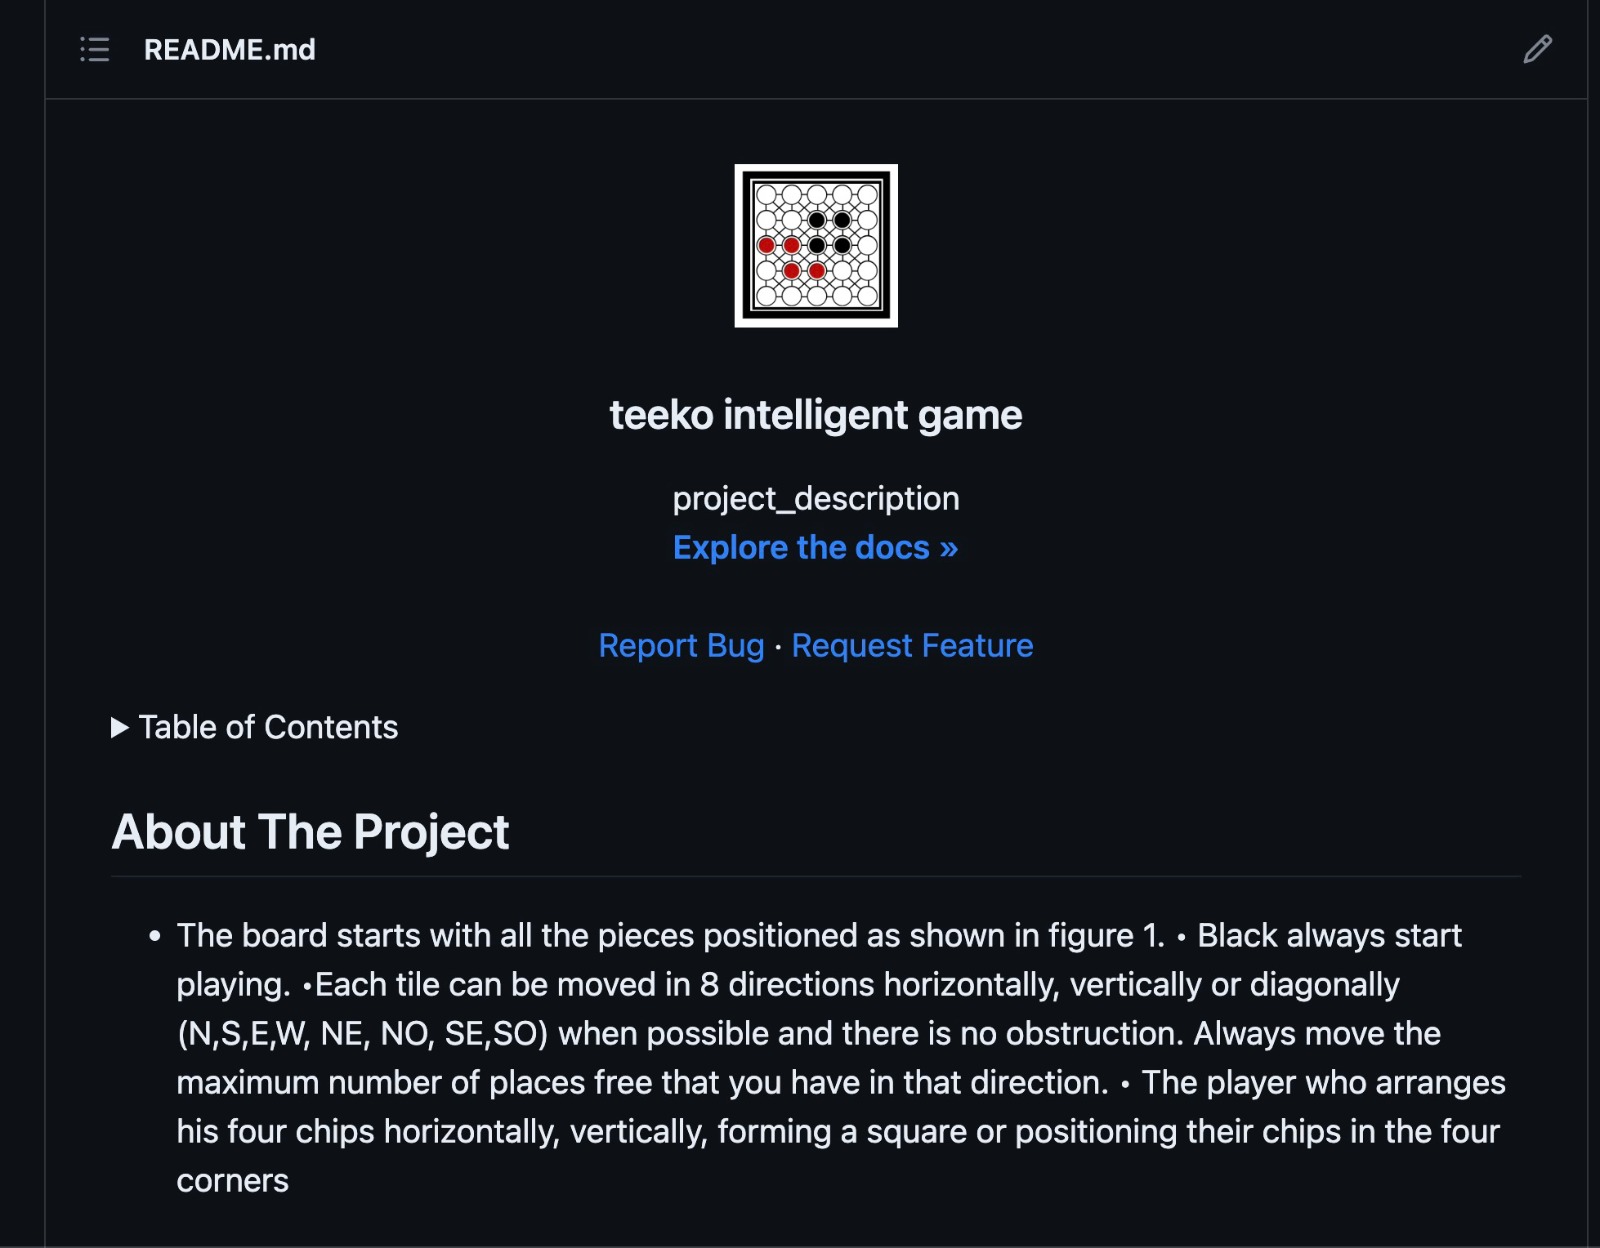 README.md
teeko intelligent game
project_description
Explore the docs »
Report Bug · Request Feature
▶ Table of Contents
About The Project
• The board starts with all the pieces positioned as shown in figure 1. • Black always start
playing. •Each tile can be moved in 8 directions horizontally, vertically or diagonally
(N,S,E,W, NE, NO, SE,SO) when possible and there is no obstruction. Always move the
maximum number of places free that you have in that direction. • The player who arranges
his four chips horizontally, vertically, forming a square or positioning their chips in the four
corners